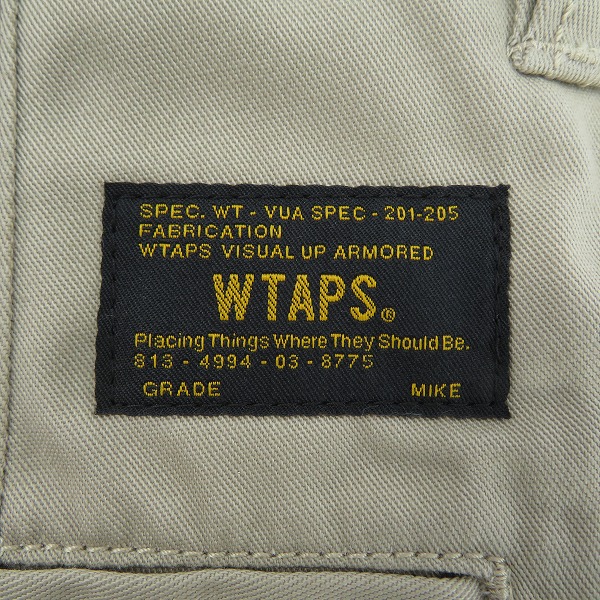 SPEC. WT - VUA SPEC - 201-205
FABRICATION
WTAPS VISUAL UP ARMORED
WTAPS®
Placing Things Where They Should Be.
813 - 4994 - 03 - 8775
GRADE MIKE